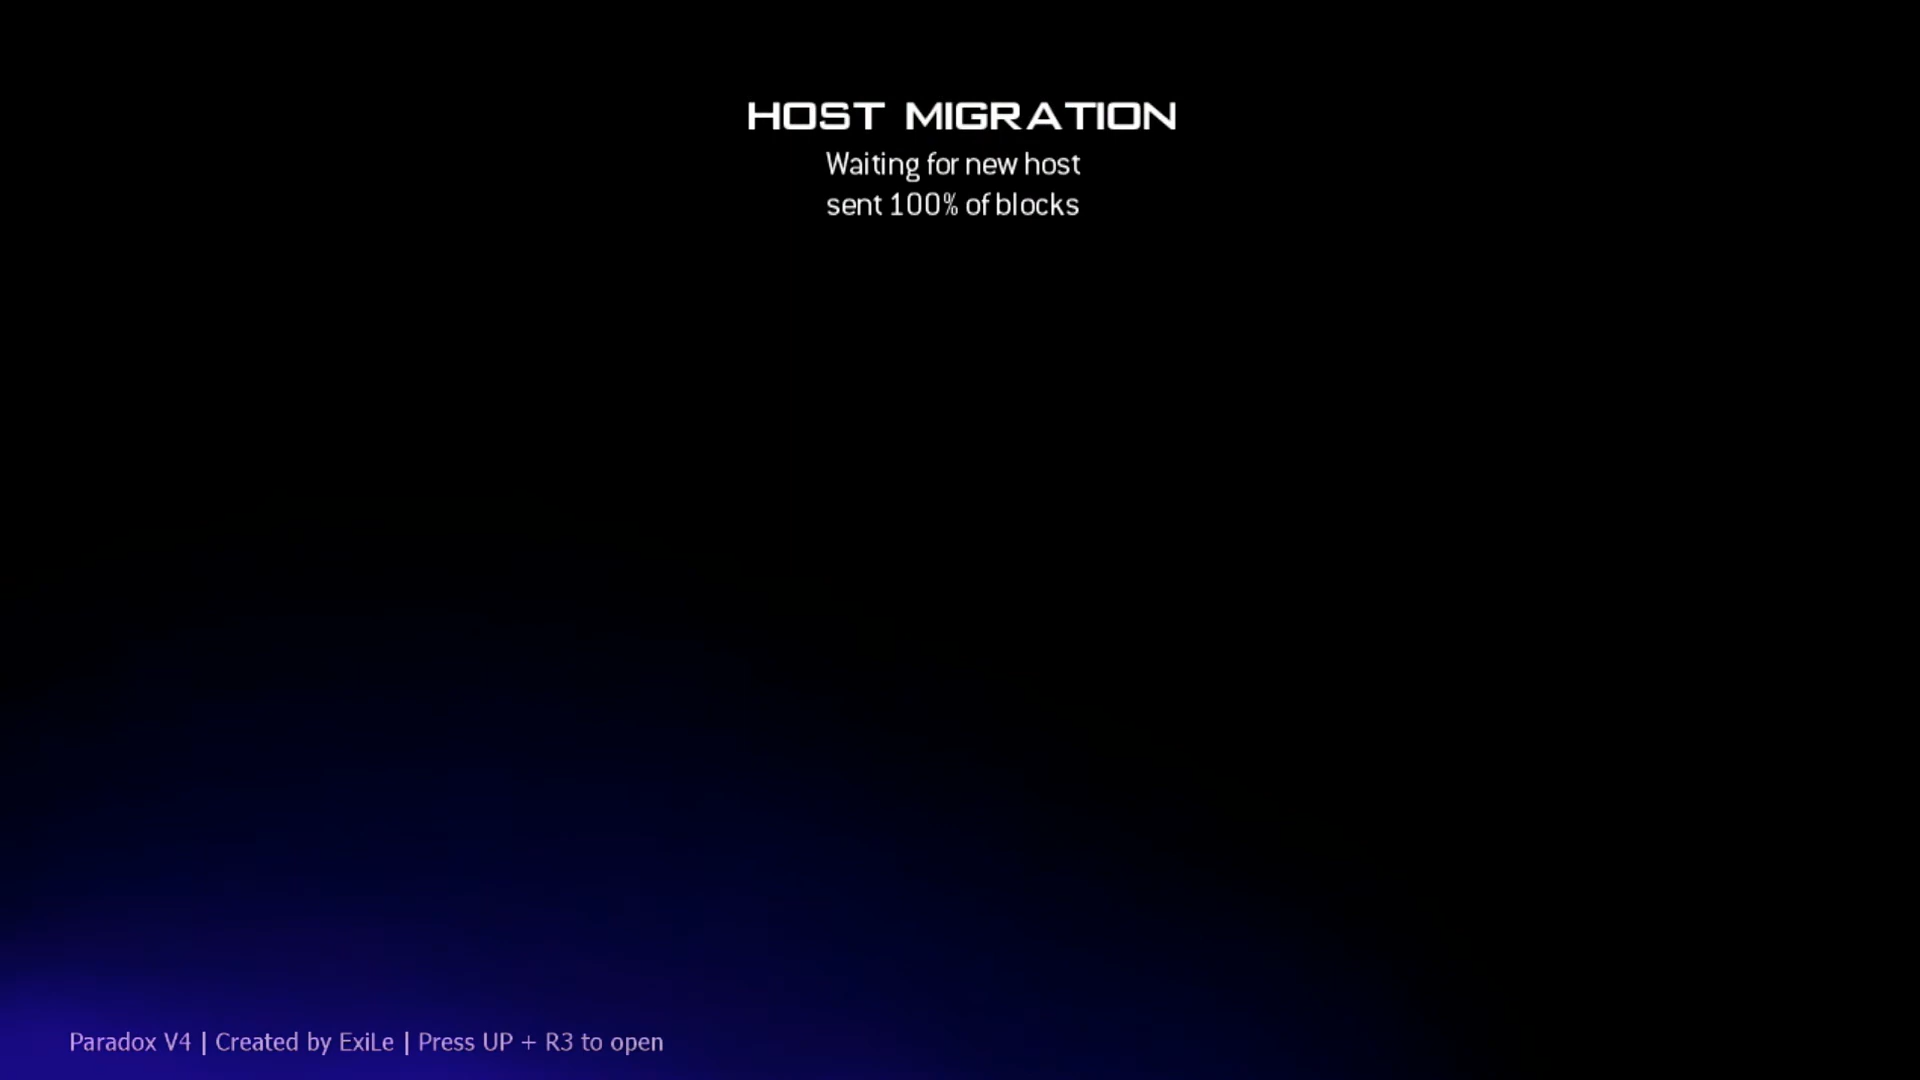 HOST MIGRATION
Waiting for new host
sent 100% of blocks
Paradox V4 | Created by ExiLe | Press UP + R3 to open